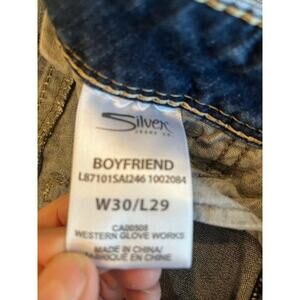 Silver
JEANS CO.
BOYFRIEND
L87101SAI246 1002084
W30/L29
CA00508
WESTERN GLOVE WORKS
MADE IN CHINA/
FABRIQUE EN CHINE